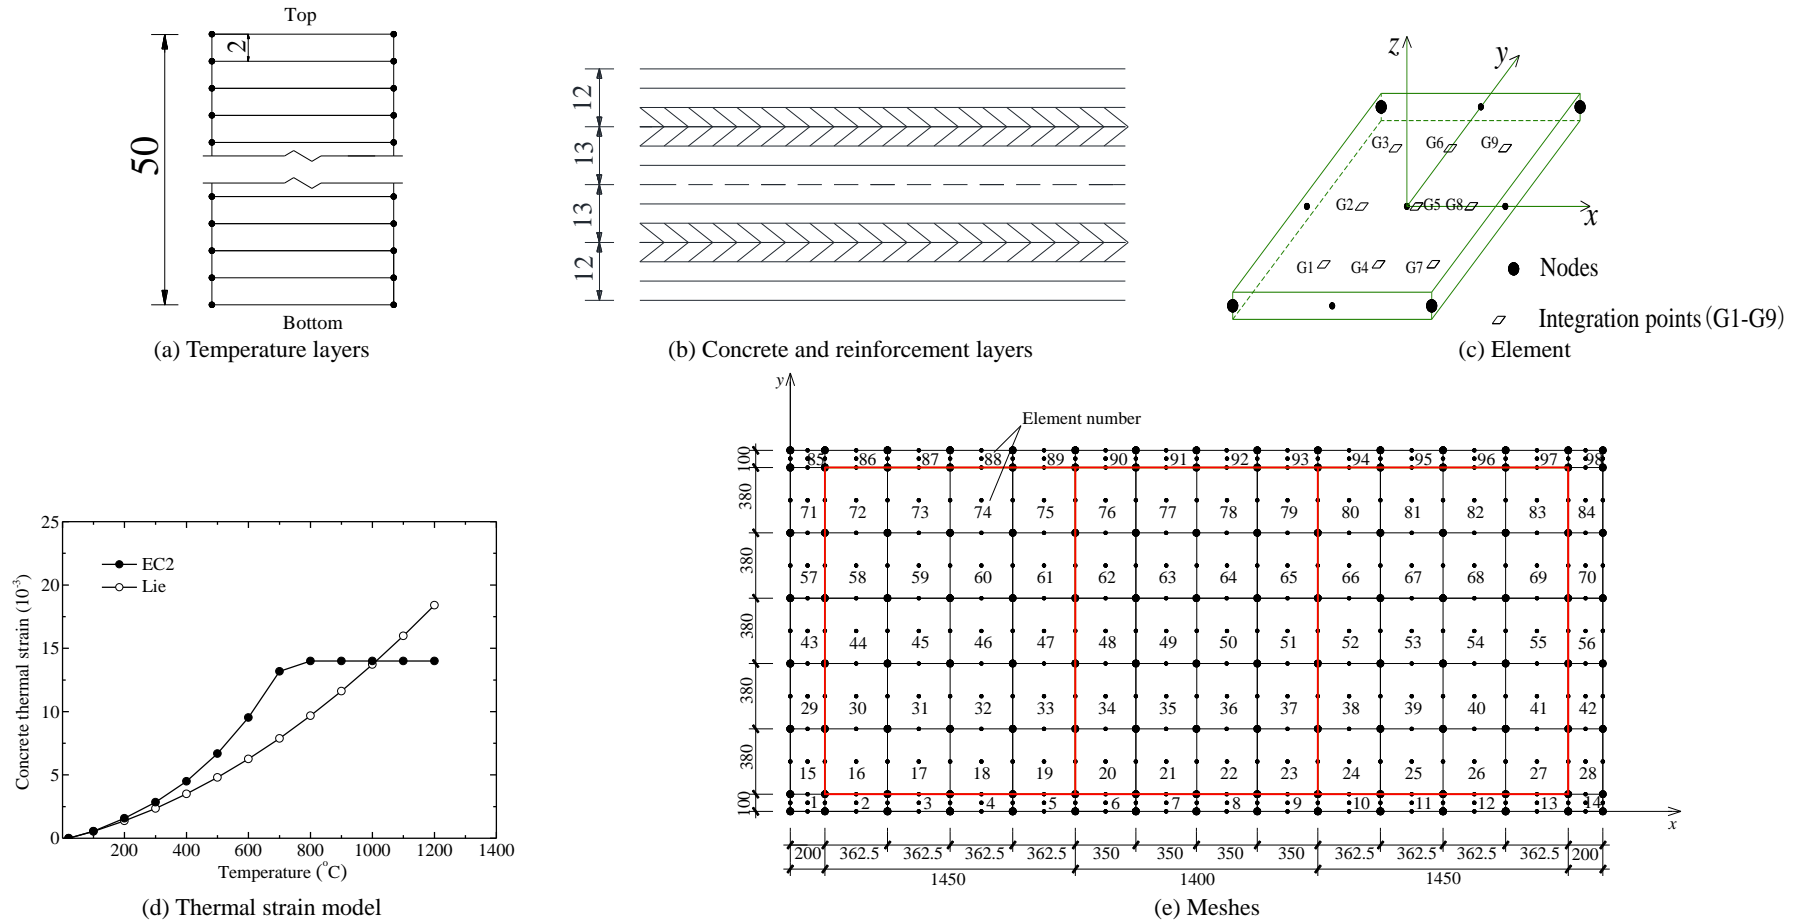 Top
2
50
Bottom
(a) Temperature layers
12
13
13
12
(b) Concrete and reinforcement layers
z
y
x
G3 G6 G9
G2 G5 G8
G1 G4 G7
Nodes
Integration points (G1-G9)
(c) Element
Concrete thermal strain (10⁻³)
25
20
15
10
5
0
EC2
Lie
200 400 600 800 1000 1200 1400
Temperature (°C)
(d) Thermal strain model
y
Element number
100
380
380
380
380
380
100
85 86 87 88 89 90 91 92 93 94 95 96 97 98
71 72 73 74 75 76 77 78 79 80 81 82 83 84
57 58 59 60 61 62 63 64 65 66 67 68 69 70
43 44 45 46 47 48 49 50 51 52 53 54 55 56
29 30 31 32 33 34 35 36 37 38 39 40 41 42
15 16 17 18 19 20 21 22 23 24 25 26 27 28
1 2 3 4 5 6 7 8 9 10 11 12 13 14
x
200 362.5 362.5 362.5 362.5 350 350 350 350 362.5 362.5 362.5 362.5 200
1450 1400 1450
(e) Meshes